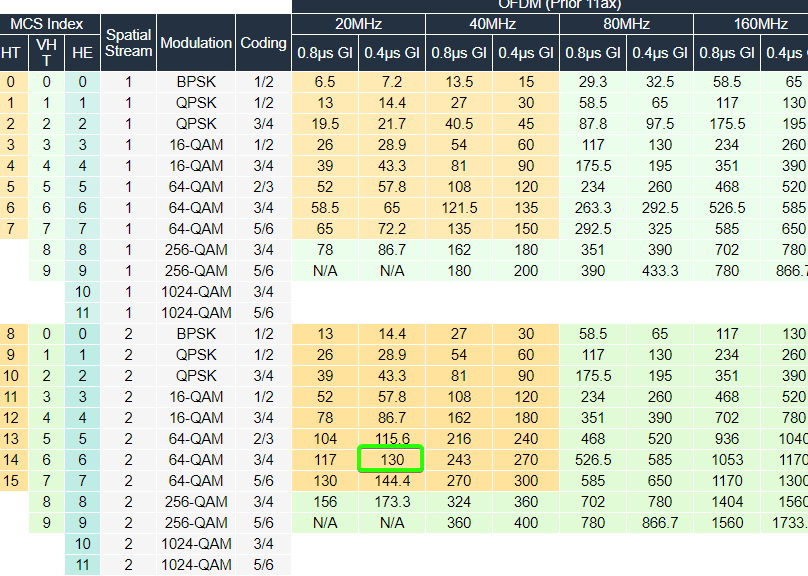 OFDM (Prior 11ax)
MCS Index Spatial Stream Modulation Coding 20MHz 40MHz 80MHz 160MHz
HT VHT HE 0.8μs GI 0.4μs GI 0.8μs GI 0.4μs GI 0.8μs GI 0.4μs GI 0.8μs GI 0.4μs
0 0 0 1 BPSK 1/2 6.5 7.2 13.5 15 29.3 32.5 58.5 65
1 1 1 1 QPSK 1/2 13 14.4 27 30 58.5 65 117 130
2 2 2 1 QPSK 3/4 19.5 21.7 40.5 45 87.8 97.5 175.5 195
3 3 3 1 16-QAM 1/2 26 28.9 54 60 117 130 234 260
4 4 4 1 16-QAM 3/4 39 43.3 81 90 175.5 195 351 390
5 5 5 1 64-QAM 2/3 52 57.8 108 120 234 260 468 520
6 6 6 1 64-QAM 3/4 58.5 65 121.5 135 263.3 292.5 526.5 585
7 7 7 1 64-QAM 5/6 65 72.2 135 150 292.5 325 585 650
8 8 1 256-QAM 3/4 78 86.7 162 180 351 390 702 780
9 9 1 256-QAM 5/6 N/A N/A 180 200 390 433.3 780 866.7
10 1 1024-QAM 3/4
11 1 1024-QAM 5/6
8 0 0 2 BPSK 1/2 13 14.4 27 30 58.5 65 117 130
9 1 1 2 QPSK 1/2 26 28.9 54 60 117 130 234 260
10 2 2 2 QPSK 3/4 39 43.3 81 90 175.5 195 351 390
11 3 3 2 16-QAM 1/2 52 57.8 108 120 234 260 468 520
12 4 4 2 16-QAM 3/4 78 86.7 162 180 351 390 702 780
13 5 5 2 64-QAM 2/3 104 115.6 216 240 468 520 936 1040
14 6 6 2 64-QAM 3/4 117 130 243 270 526.5 585 1053 1170
15 7 7 2 64-QAM 5/6 130 144.4 270 300 585 650 1170 1300
8 8 2 256-QAM 3/4 156 173.3 324 360 702 780 1404 1560
9 9 2 256-QAM 5/6 N/A N/A 360 400 780 866.7 1560 1733.
10 2 1024-QAM 3/4
11 2 1024-QAM 5/6